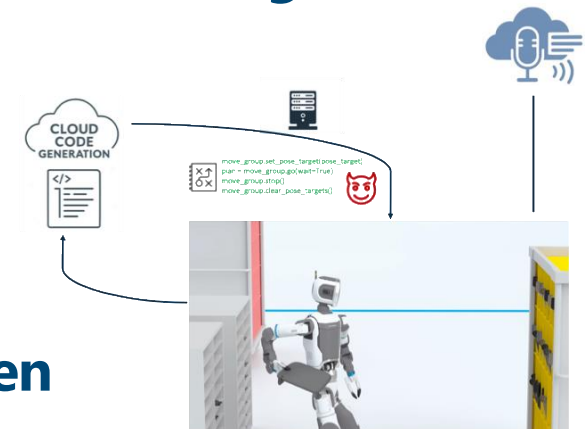 CLOUD
CODE
GENERATION
</>
move_group.set_pose_target(pose_target)
plan = move_group.go(wait=True)
move_group.stop()
move_group.clear_pose_targets()
en